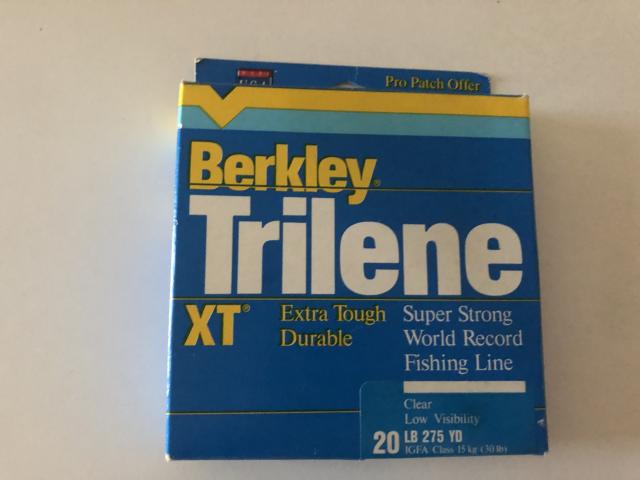 USA
Pro Patch Offer
Berkley®
Trilene
XT® Extra Tough Durable
Super Strong
World Record
Fishing Line
Clear
Low Visibility
20 LB 275 YD
IGFA Class 15 kg (30 lb)